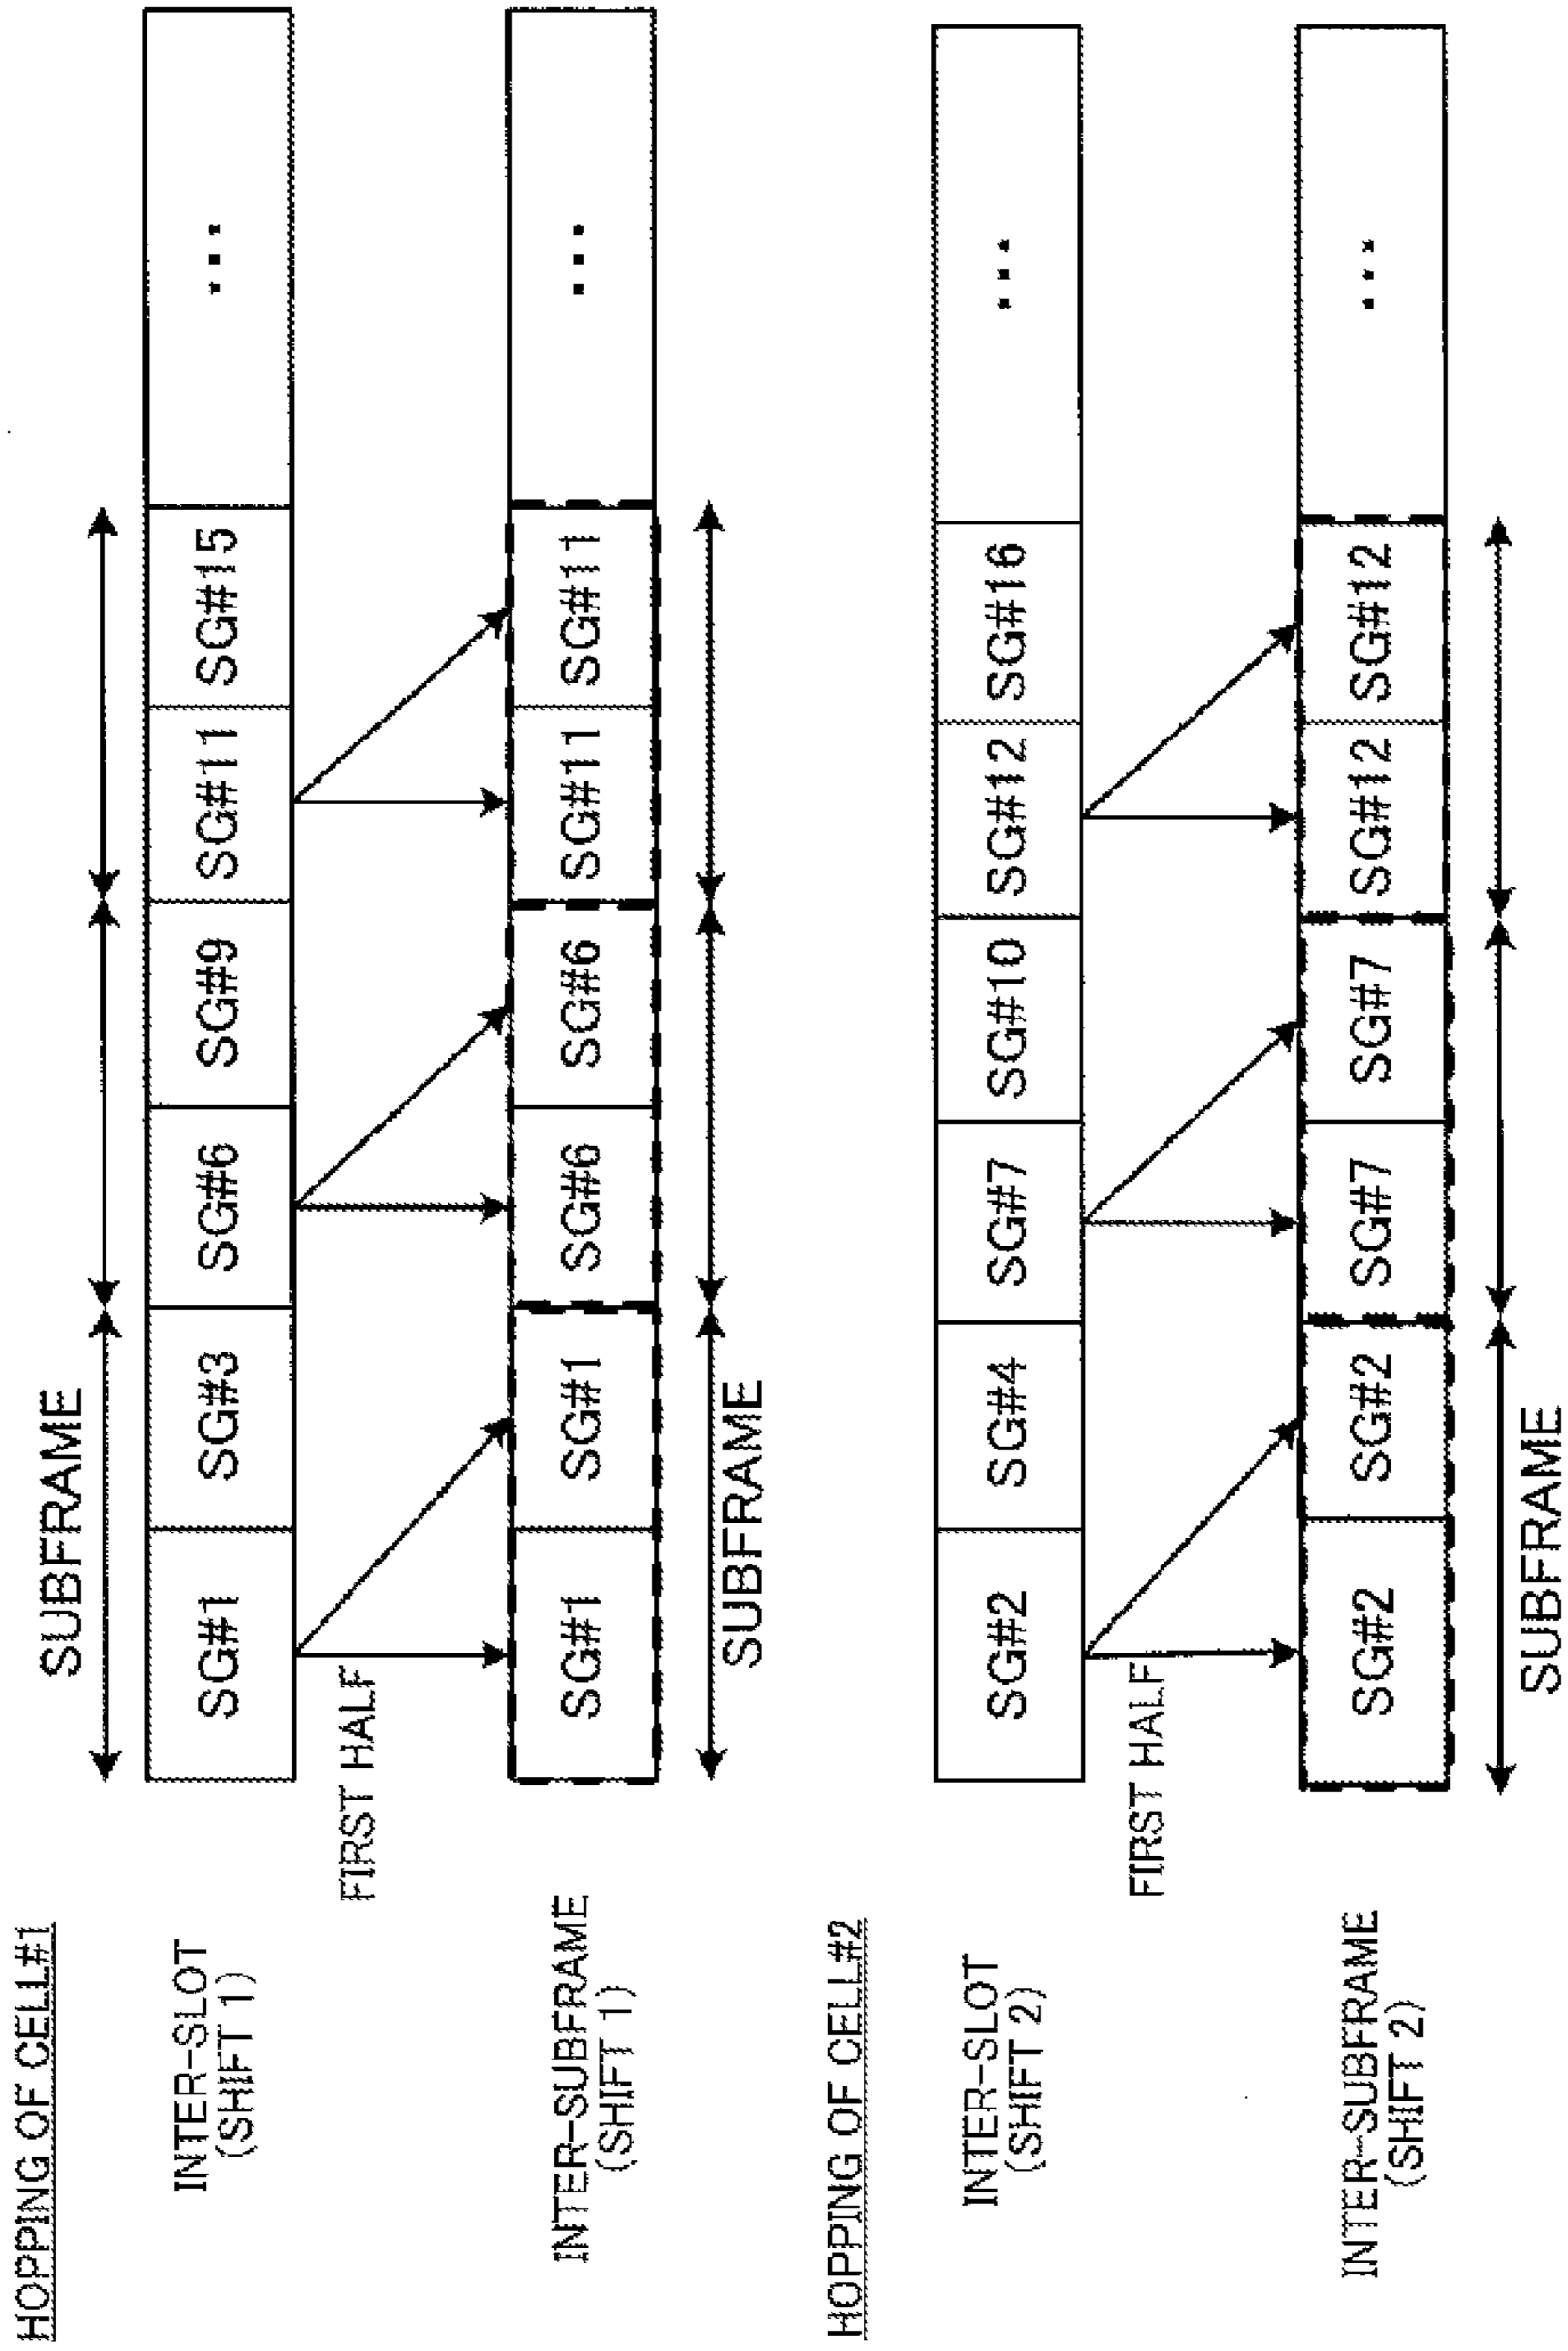 HOPPING OF CELL#1
SUBFRAME
INTER-SLOT
(SHIFT 1)
SG#1
SG#3
SG#6
SG#9
SG#11
SG#15
...
FIRST HALF
INTER-SUBFRAME
(SHIFT 1)
SG#1
SG#1
SG#6
SG#6
SG#11
SG#11
...
SUBFRAME
HOPPING OF CELL#2
INTER-SLOT
(SHIFT 2)
SG#2
SG#4
SG#7
SG#10
SG#12
SG#16
...
FIRST HALF
INTER-SUBFRAME
(SHIFT 2)
SG#2
SG#2
SG#7
SG#7
SG#12
SG#12
...
SUBFRAME